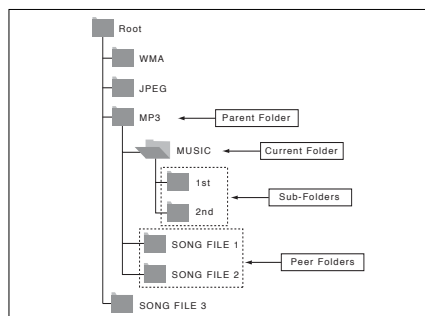 Root
WMA
JPEG
MP3 Parent Folder
MUSIC Current Folder
1st
Sub-Folders
2nd
SONG FILE 1
Peer Folders
SONG FILE 2
SONG FILE 3